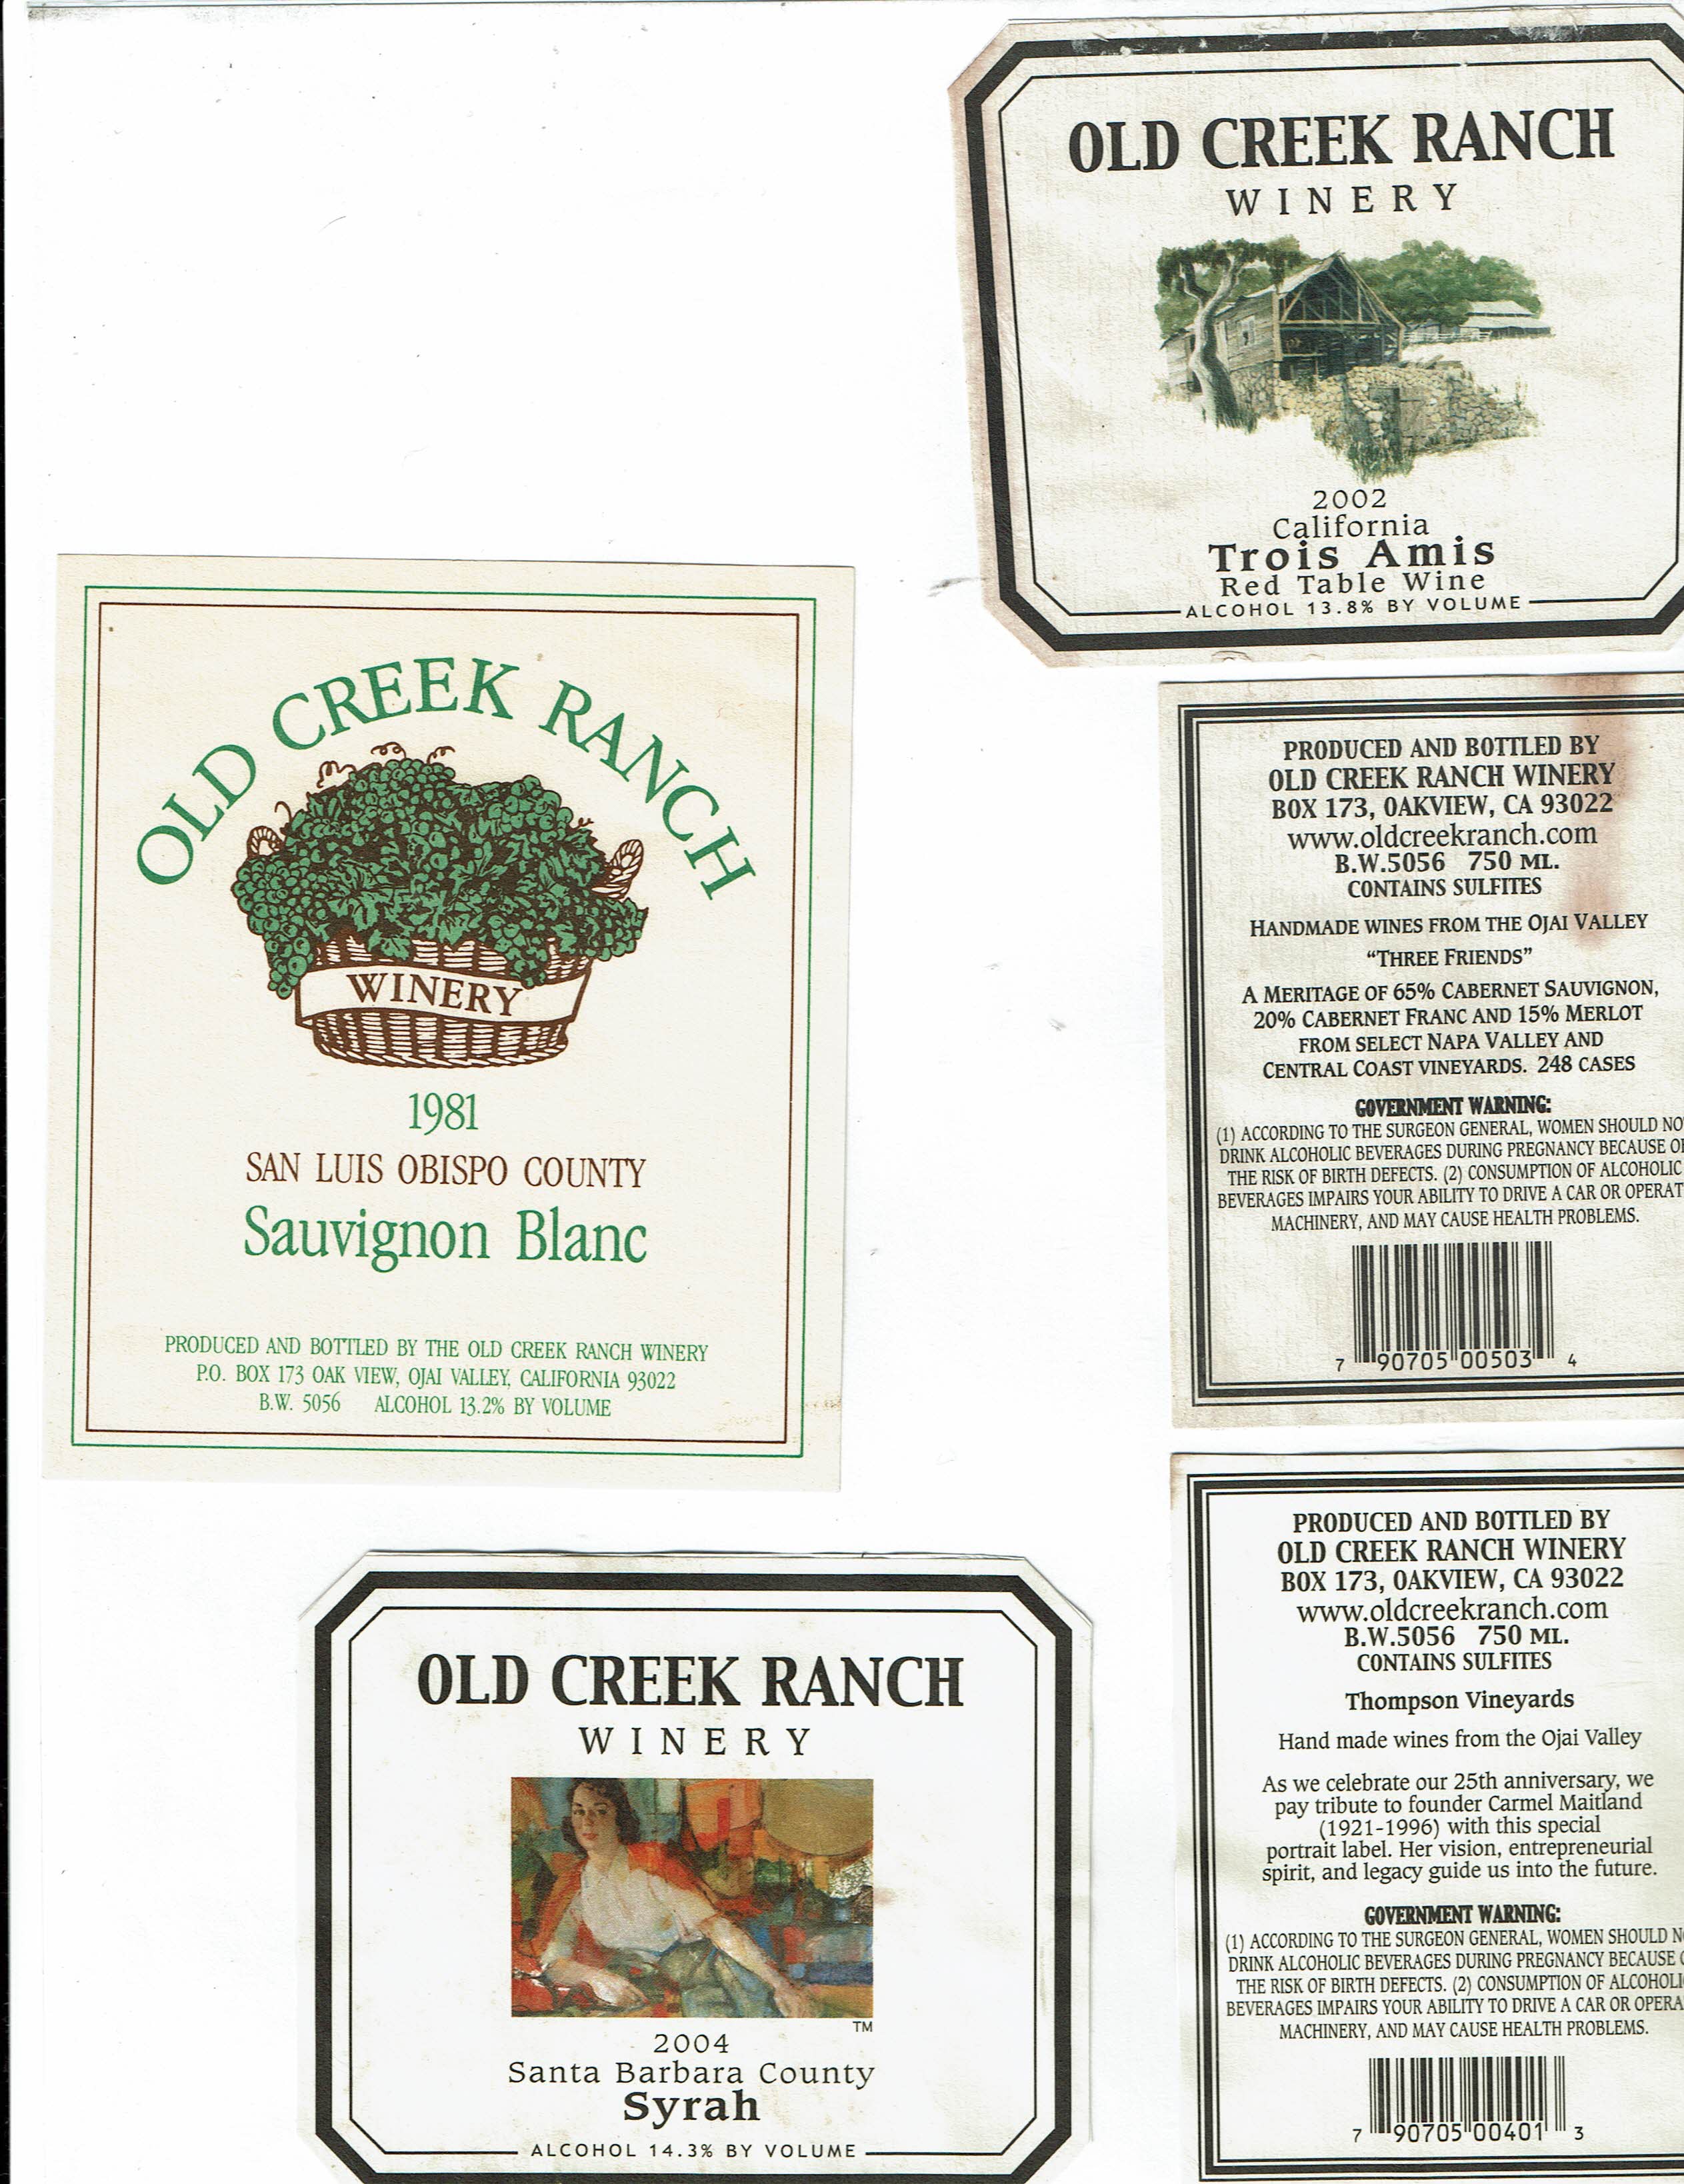 OLD CREEK RANCH
WINERY
2002
California
Trois Amis
Red Table Wine
ALCOHOL 13.8% BY VOLUME
OLD CREEK RANCH
WINERY
1981
SAN LUIS OBISPO COUNTY
Sauvignon Blanc
PRODUCED AND BOTTLED BY THE OLD CREEK RANCH WINERY
P.O. BOX 173 OAK VIEW, OJAI VALLEY, CALIFORNIA 93022
B.W. 5056 ALCOHOL 13.2% BY VOLUME
PRODUCED AND BOTTLED BY
OLD CREEK RANCH WINERY
BOX 173, OAKVIEW, CA 93022
www.oldcreekranch.com
B.W.5056 750 ML.
CONTAINS SULFITES
HANDMADE WINES FROM THE OJAI VALLEY
“THREE FRIENDS”
A MERITAGE OF 65% CABERNET SAUVIGNON,
20% CABERNET FRANC AND 15% MERLOT
FROM SELECT NAPA VALLEY AND
CENTRAL COAST VINEYARDS. 248 CASES
GOVERNMENT WARNING:
(1) ACCORDING TO THE SURGEON GENERAL, WOMEN SHOULD
DRINK ALCOHOLIC BEVERAGES DURING PREGNANCY BECAUSE
THE RISK OF BIRTH DEFECTS. (2) CONSUMPTION OF ALCOHOLIC
BEVERAGES IMPAIRS YOUR ABILITY TO DRIVE A CAR OR
MACHINERY, AND MAY CAUSE HEALTH PROBLEMS.
7 90705 00503 4
OLD CREEK RANCH
WINERY
TM
2004
Santa Barbara County
Syrah
ALCOHOL 14.3% BY VOLUME
PRODUCED AND BOTTLED BY
OLD CREEK RANCH WINERY
BOX 173, OAKVIEW, CA 93022
www.oldcreekranch.com
B.W.5056 750 ML.
CONTAINS SULFITES
Thompson Vineyards
Hand made wines from the Ojai Valley
As we celebrate our 25th anniversary, we
pay tribute to founder Carmel Maitland
(1921-1996) with this special
portrait label. Her vision, entrepreneurial
spirit, and legacy guide us into the future.
GOVERNMENT WARNING:
(1) ACCORDING TO THE SURGEON GENERAL, WOMEN SHOULD
DRINK ALCOHOLIC BEVERAGES DURING PREGNANCY BECAUSE
THE RISK OF BIRTH DEFECTS. (2) CONSUMPTION OF
BEVERAGES IMPAIRS YOUR ABILITY TO DRIVE A CAR OR
MACHINERY, AND MAY CAUSE HEALTH PROBLEMS.
7 90705 00401 3